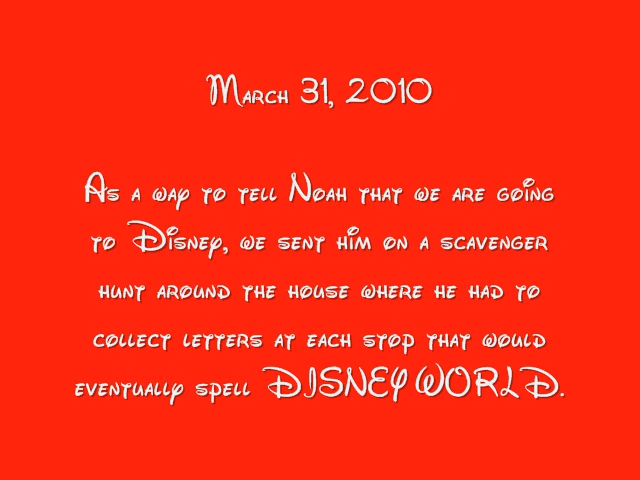 March 31, 2010
As a way to tell Noah that we are going
to Disney, we sent him on a scavenger
hunt around the house where he had to
collect letters at each stop that would
eventually spell DISNEY WORLD.